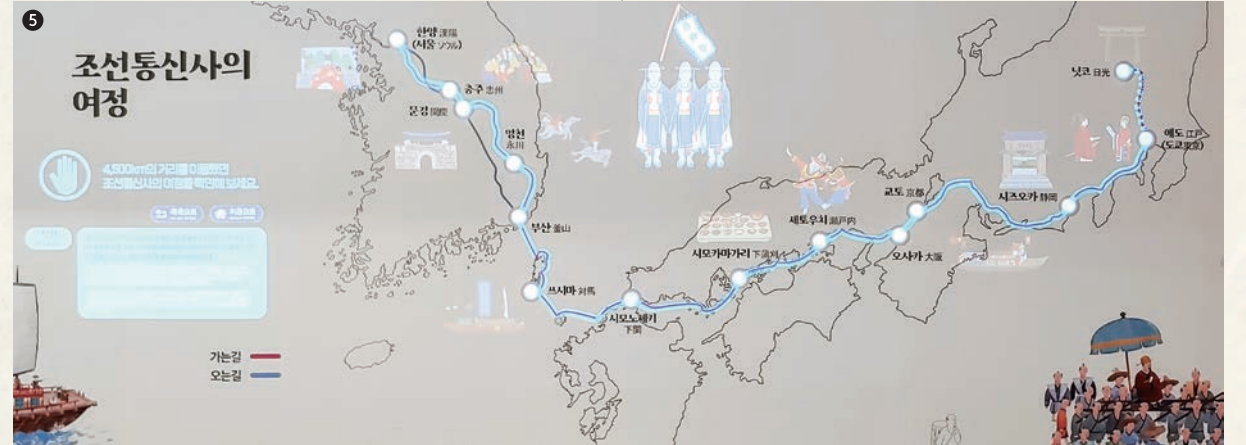 5
조선통신사의
여정
한양 漢陽
(서울 ソウル)
충주 忠州
문경 聞慶
영천
永川
부산 釜山
쓰시마 対馬
시모노세키
下関
시모카마가리 下蒲刈
세토우치 瀬戸内
교토 京都
오사카 大阪
시즈오카 静岡
에도 江戸
(도쿄 東京)
닛코 日光
4,500km의 거리를 이동했던
조선통신사의 여정을 확인해 보세요.
가는길
오는길